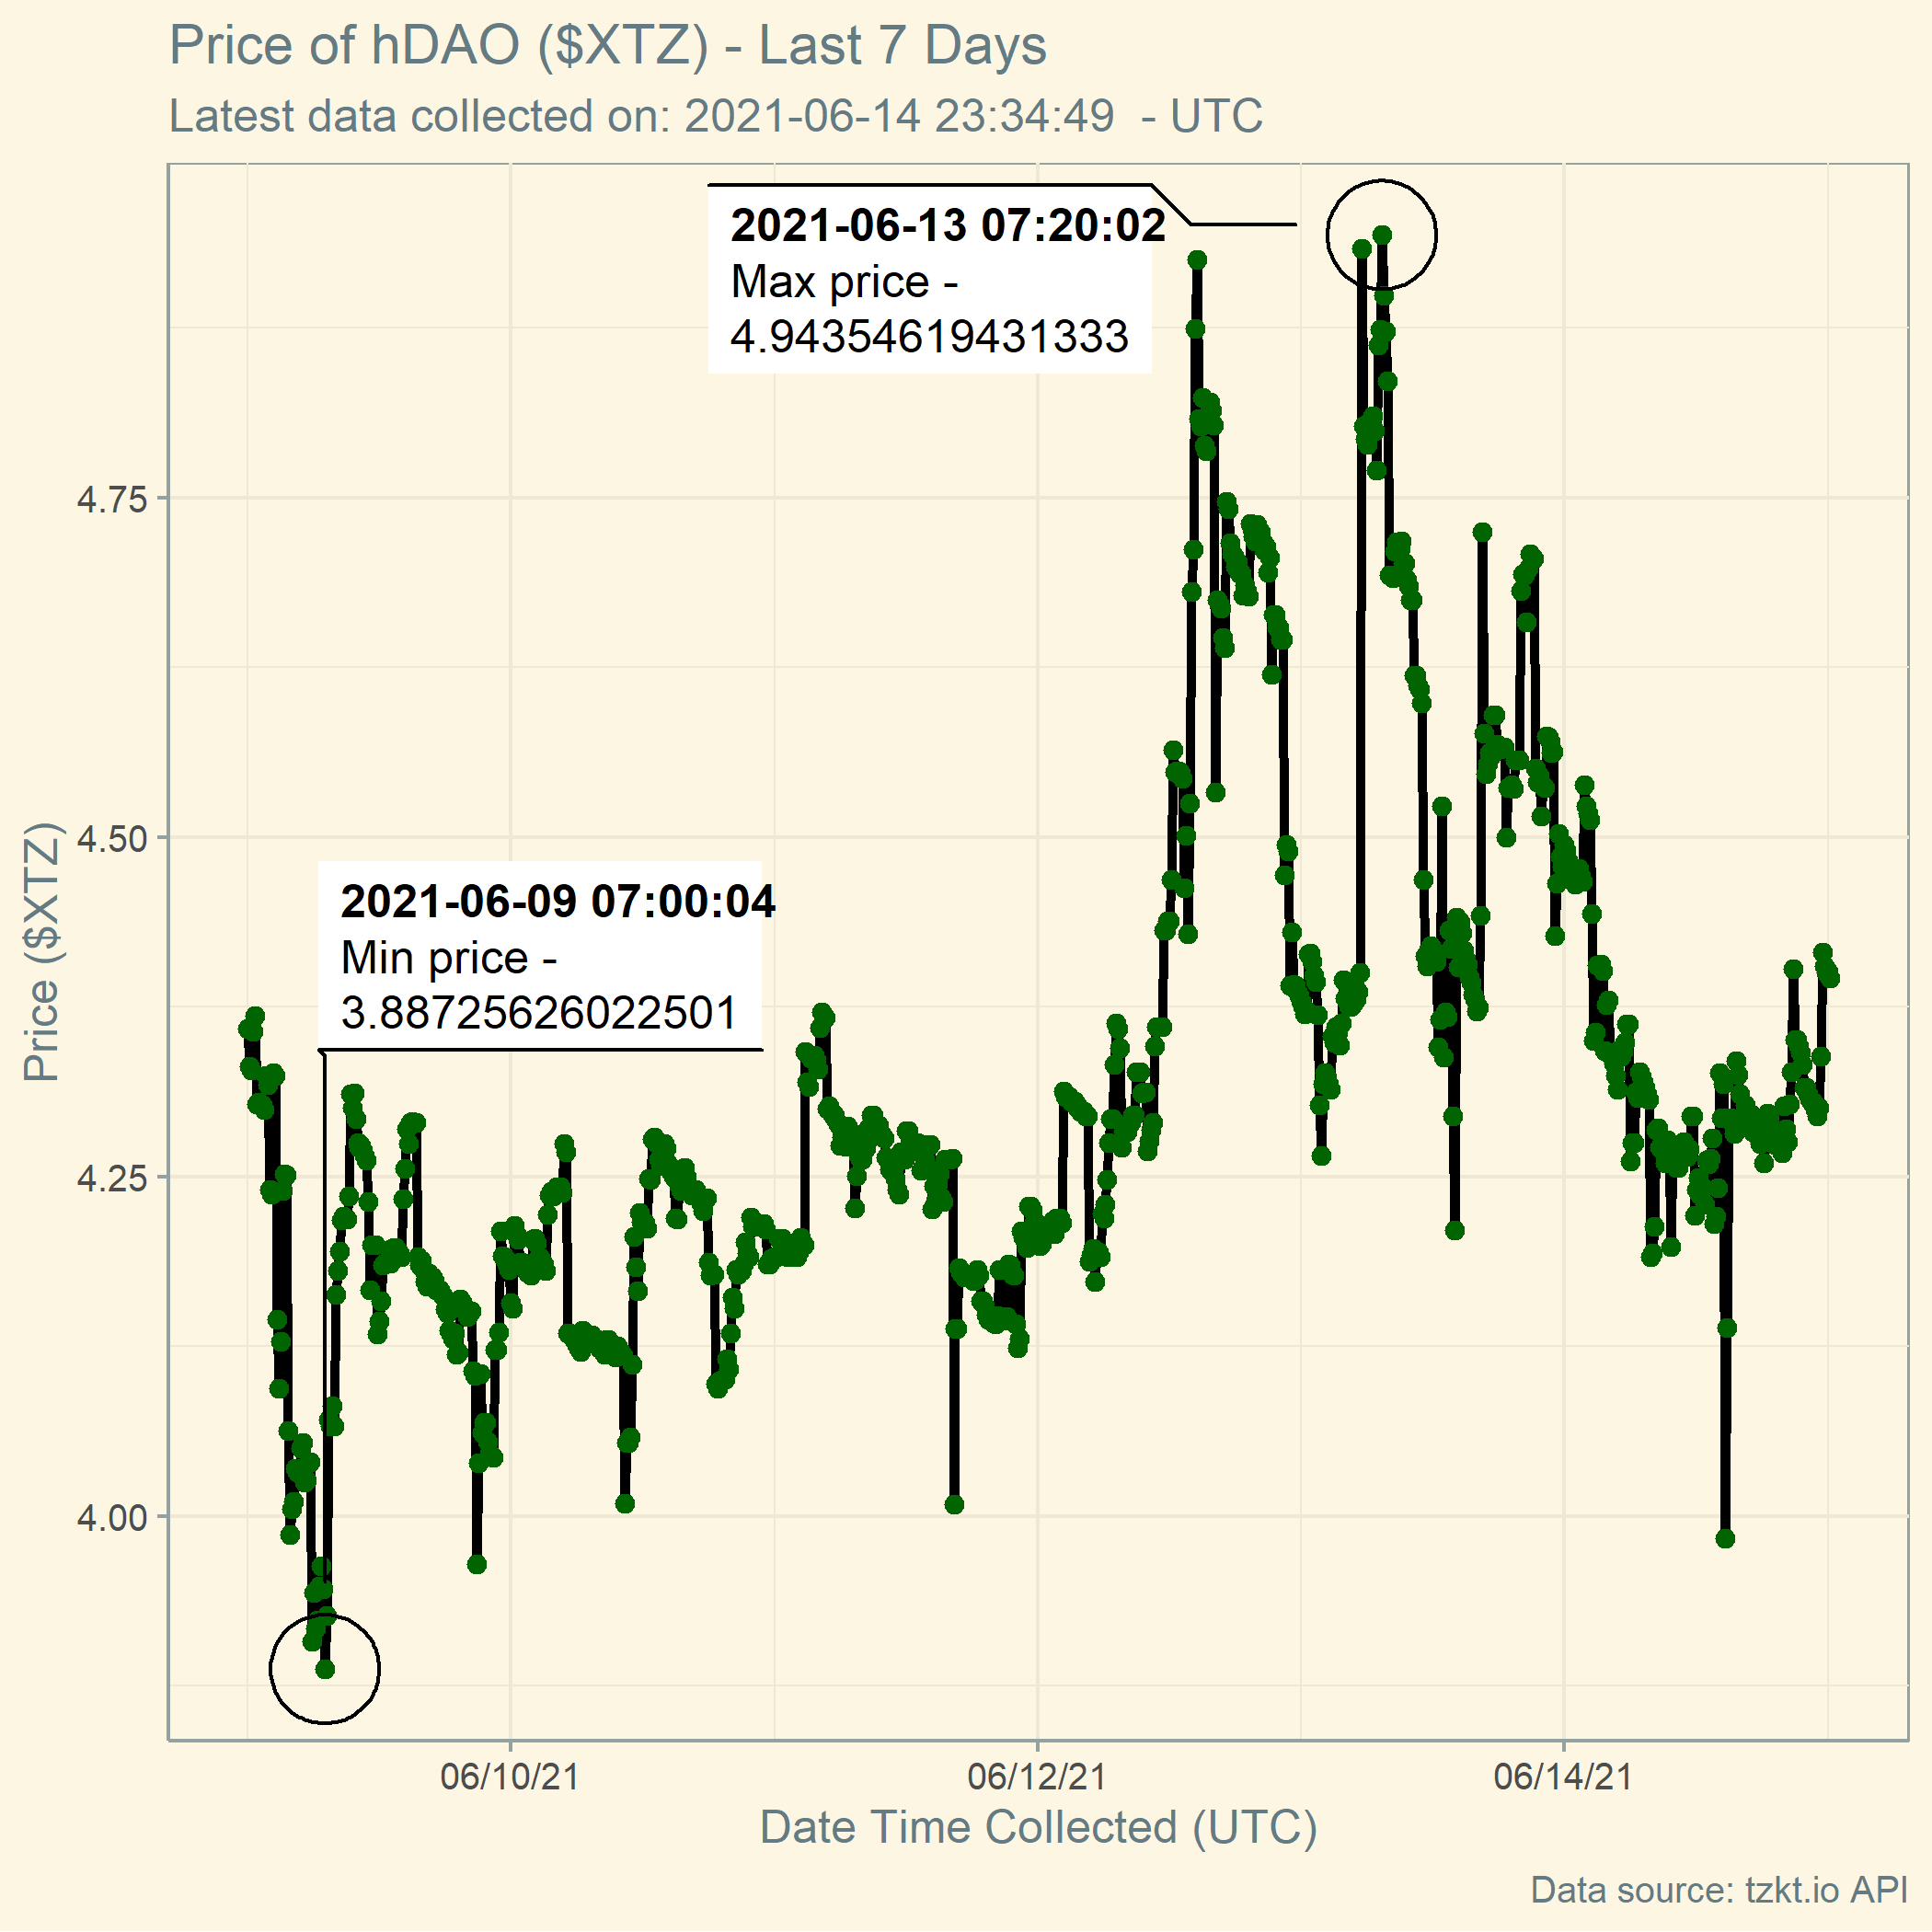 Price of hDAO ($XTZ) - Last 7 Days
Latest data collected on: 2021-06-14 23:34:49  - UTC
2021-06-13 07:20:02
Max price -
4.94354619431333
4.75
4.50
2021-06-09 07:00:04
Min price -
3.88725626022501
Price ($XTZ)
4.25
4.00
06/10/21
06/12/21
06/14/21
Date Time Collected (UTC)
Data source: tzkt.io API